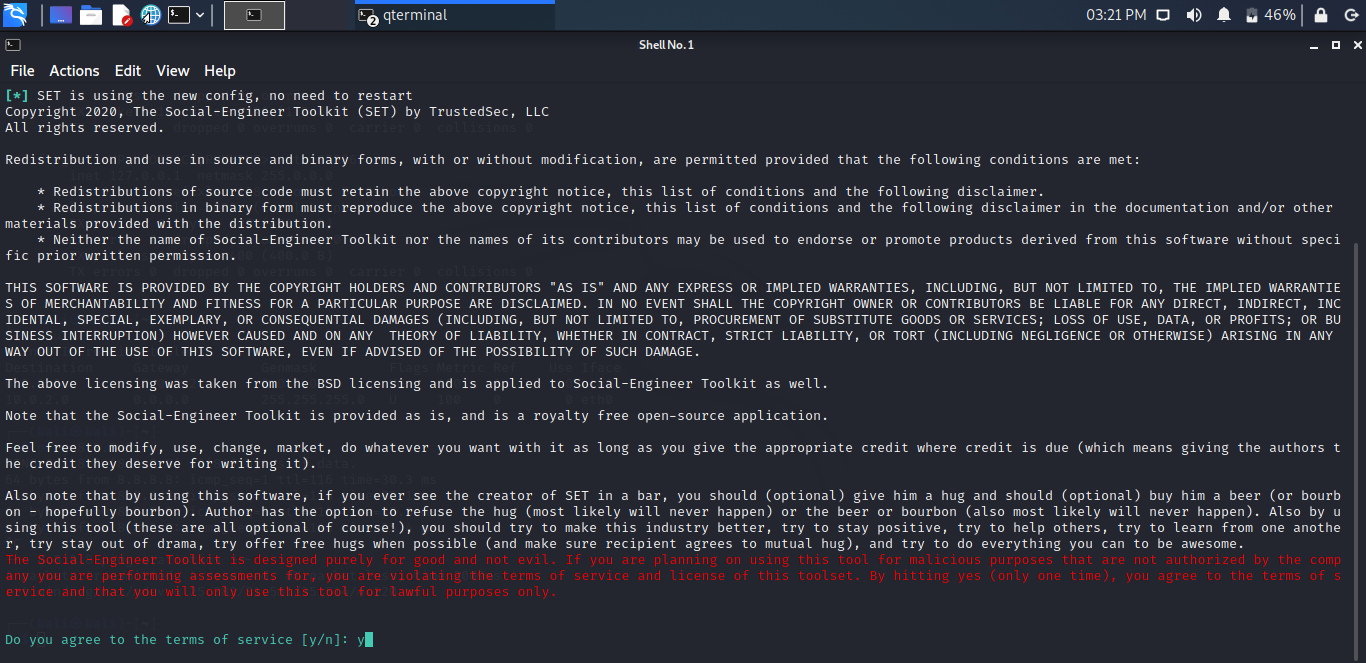 qterminal
03:21 PM
46%
Shell No. 1
File Actions Edit View Help
[*] SET is using the new config, no need to restart
Copyright 2020, The Social-Engineer Toolkit (SET) by TrustedSec, LLC
All rights reserved.
Redistribution and use in source and binary forms, with or without modification, are permitted provided that the following conditions are met:
* Redistributions of source code must retain the above copyright notice, this list of conditions and the following disclaimer.
* Redistributions in binary form must reproduce the above copyright notice, this list of conditions and the following disclaimer in the documentation and/or other
materials provided with the distribution.
* Neither the name of Social-Engineer Toolkit nor the names of its contributors may be used to endorse or promote products derived from this software without speci
fic prior written permission.
THIS SOFTWARE IS PROVIDED BY THE COPYRIGHT HOLDERS AND CONTRIBUTORS "AS IS" AND ANY EXPRESS OR IMPLIED WARRANTIES, INCLUDING, BUT NOT LIMITED TO, THE IMPLIED WARRANTIE
S OF MERCHANTABILITY AND FITNESS FOR A PARTICULAR PURPOSE ARE DISCLAIMED. IN NO EVENT SHALL THE COPYRIGHT OWNER OR CONTRIBUTORS BE LIABLE FOR ANY DIRECT, INDIRECT, INC
IDENTAL, SPECIAL, EXEMPLARY, OR CONSEQUENTIAL DAMAGES (INCLUDING, BUT NOT LIMITED TO, PROCUREMENT OF SUBSTITUTE GOODS OR SERVICES; LOSS OF USE, DATA, OR PROFITS; OR BU
SINESS INTERRUPTION) HOWEVER CAUSED AND ON ANY  THEORY OF LIABILITY, WHETHER IN CONTRACT, STRICT LIABILITY, OR TORT (INCLUDING NEGLIGENCE OR OTHERWISE) ARISING IN ANY
WAY OUT OF THE USE OF THIS SOFTWARE, EVEN IF ADVISED OF THE POSSIBILITY OF SUCH DAMAGE.
The above licensing was taken from the BSD licensing and is applied to Social-Engineer Toolkit as well.
Note that the Social-Engineer Toolkit is provided as is, and is a royalty free open-source application.
Feel free to modify, use, change, market, do whatever you want with it as long as you give the appropriate credit where credit is due (which means giving the authors t
he credit they deserve for writing it).
Also note that by using this software, if you ever see the creator of SET in a bar, you should (optional) give him a hug and should (optional) buy him a beer (or bourb
on - hopefully bourbon). Author has the option to refuse the hug (most likely will never happen) or the beer or bourbon (also most likely will never happen). Also by u
sing this tool (these are all optional of course!), you should try to make this industry better, try to stay positive, try to help others, try to learn from one anothe
r, try stay out of drama, try offer free hugs when possible (and make sure recipient agrees to mutual hug), and try to do everything you can to be awesome.
The Social-Engineer Toolkit is designed purely for good and not evil. If you are planning on using this tool for malicious purposes that are not authorized by the comp
any you are performing assessments for, you are violating the terms of service and license of this toolset. By hitting yes (only one time), you agree to the terms of s
ervice and that you will only use this tool for lawful purposes only.
Do you agree to the terms of service [y/n]: y